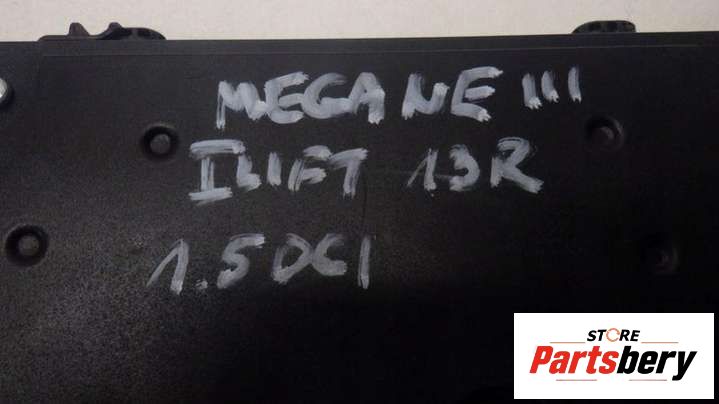 MEGANE III
I LIFT 13R
1.5 DCI
STORE
Partsbery